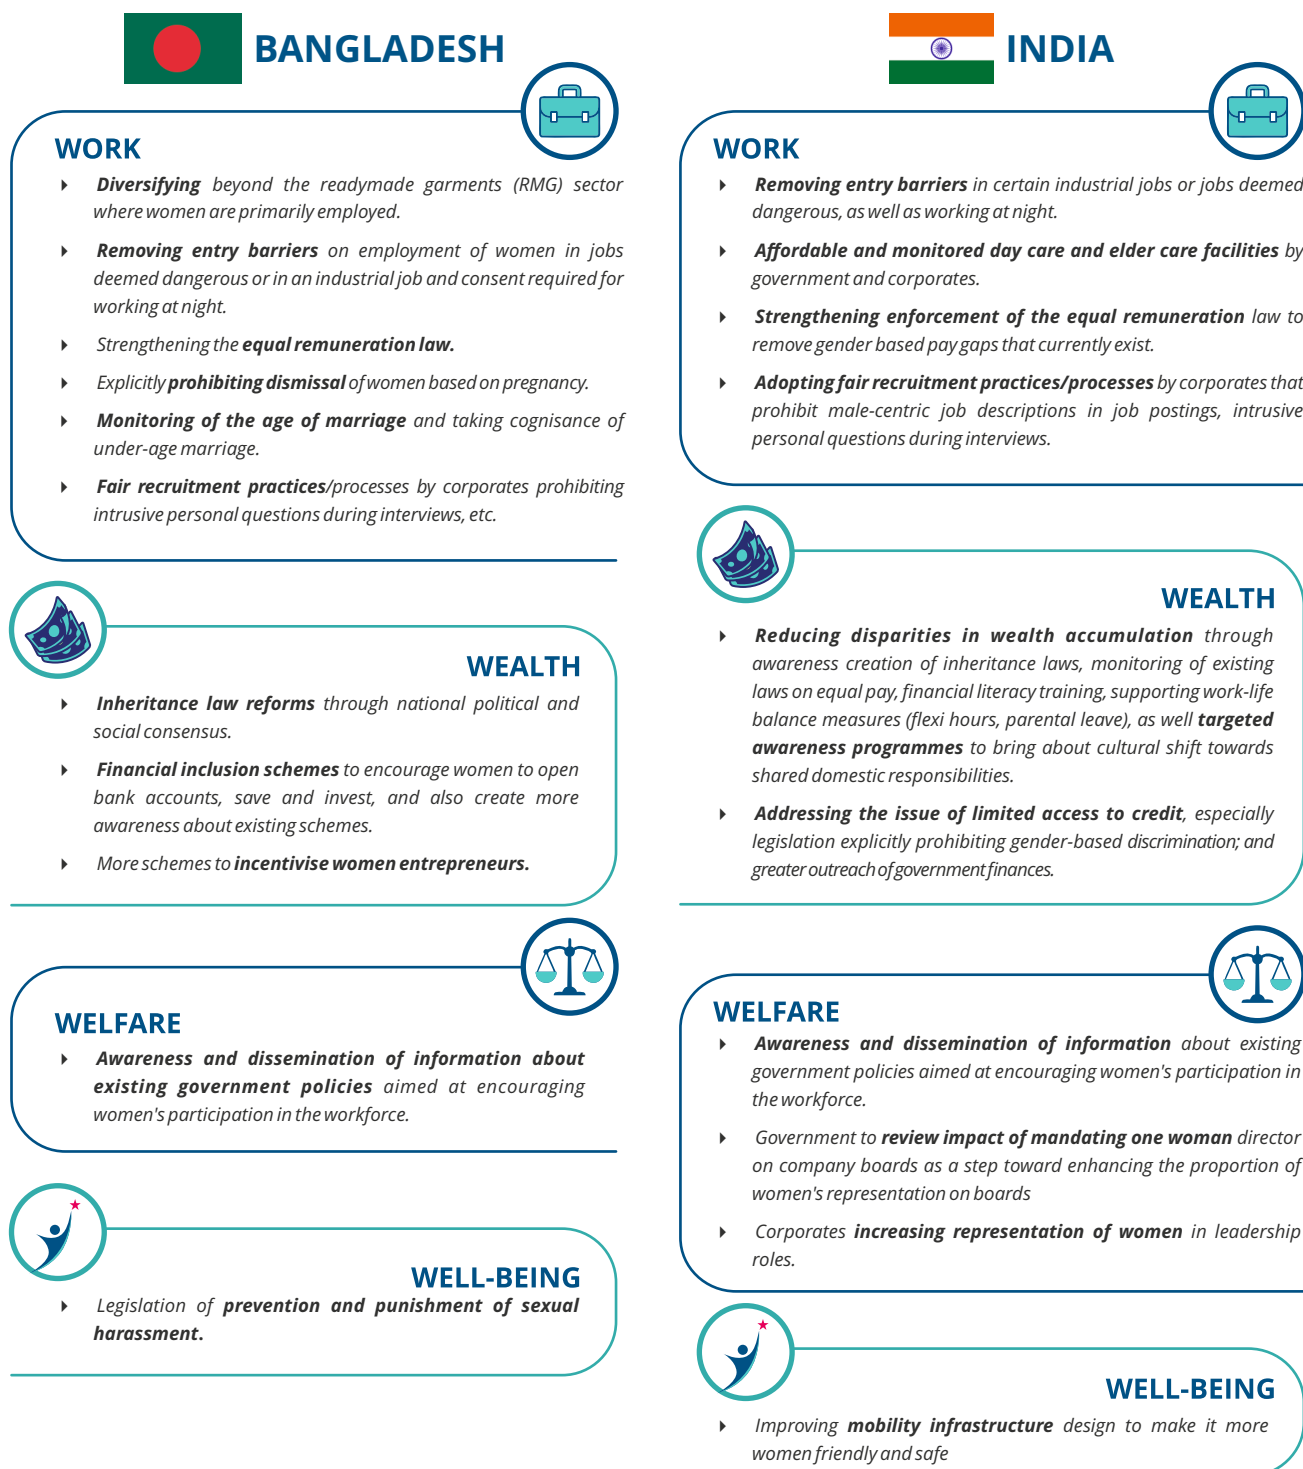 BANGLADESH
WORK
Diversifying beyond the readymade garments (RMG) sector
where women are primarily employed.
Removing entry barriers on employment of women in jobs
deemed dangerous or in an industrial job and consent required for
working at night.
Strengthening the equal remuneration law.
Explicitly prohibiting dismissal of women based on pregnancy.
Monitoring of the age of marriage and taking cognisance of
under-age marriage.
Fair recruitment practices/processes by corporates prohibiting
intrusive personal questions during interviews, etc.
WEALTH
Inheritance law reforms through national political and
social consensus.
Financial inclusion schemes to encourage women to open
bank accounts, save and invest, and also create more
awareness about existing schemes.
More schemes to incentivise women entrepreneurs.
WELFARE
Awareness and dissemination of information about
existing government policies aimed at encouraging
women's participation in the workforce.
WELL-BEING
Legislation of prevention and punishment of sexual
harassment.
INDIA
WORK
Removing entry barriers in certain industrial jobs or jobs deemed
dangerous, as well as working at night.
Affordable and monitored day care and elder care facilities by
government and corporates.
Strengthening enforcement of the equal remuneration law to
remove gender based pay gaps that currently exist.
Adopting fair recruitment practices/processes by corporates that
prohibit male-centric job descriptions in job postings, intrusive
personal questions during interviews.
WEALTH
Reducing disparities in wealth accumulation through
awareness creation of inheritance laws, monitoring of existing
laws on equal pay, financial literacy training, supporting work-life
balance measures (flexi hours, parental leave), as well targeted
awareness programmes to bring about cultural shift towards
shared domestic responsibilities.
Addressing the issue of limited access to credit, especially
legislation explicitly prohibiting gender-based discrimination; and
greater outreach of government finances.
WELFARE
Awareness and dissemination of information about existing
government policies aimed at encouraging women's participation in
the workforce.
Government to review impact of mandating one woman director
on company boards as a step toward enhancing the proportion of
women's representation on boards
Corporates increasing representation of women in leadership
roles.
WELL-BEING
Improving mobility infrastructure design to make it more
women friendly and safe